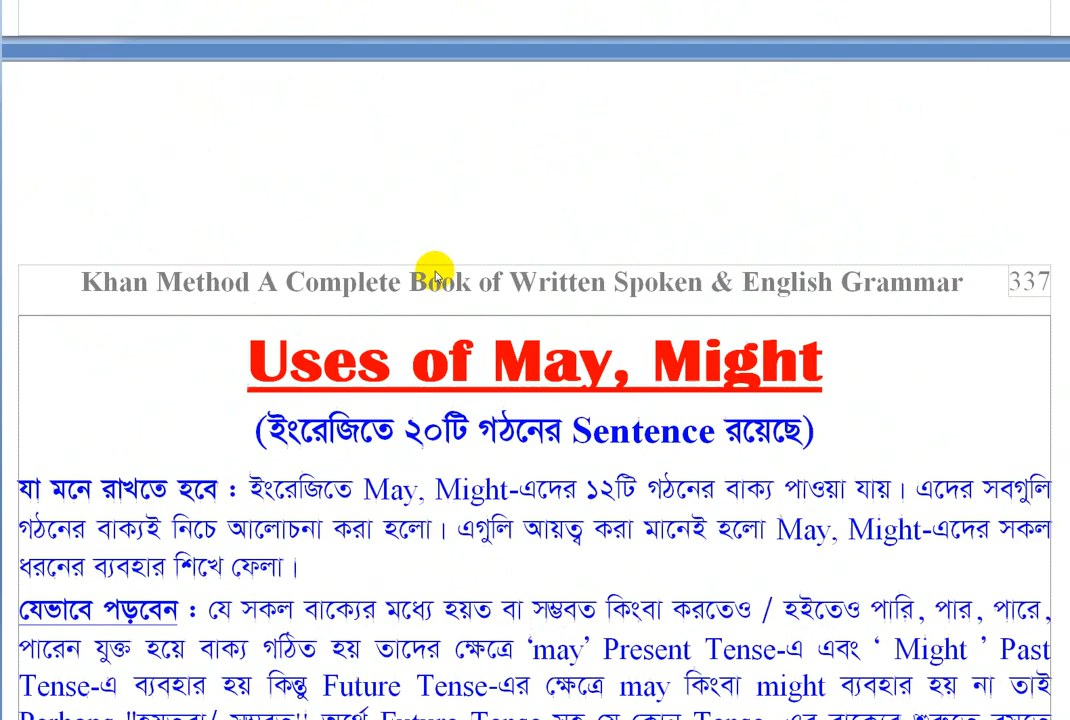 Khan Method A Complete Book of Written Spoken & English Grammar 337
Uses of May, Might
(ইংরেজিতে ২০টি গঠনের Sentence রয়েছে)
যা মনে রাখতে হবে : ইংরেজিতে May, Might-এদের ১২টি গঠনের বাক্য পাওয়া যায়। এদের সবগুলি
গঠনের বাক্যই নিচে আলোচনা করা হলো। এগুলি আয়ত্ব করা মানেই হলো May, Might-এদের সকল
ধরনের ব্যবহার শিখে ফেলা।
যেভাবে পড়বেন : যে সকল বাক্যের মধ্যে হয়ত বা সম্ভবত কিংবা করতেও / হইতেও পারি, পার, পারে,
পারেন যুক্ত হয়ে বাক্য গঠিত হয় তাদের ক্ষেত্রে ‘may’ Present Tense-এ এবং ‘ Might ’ Past
Tense-এ ব্যবহার হয় কিন্তু Future Tense-এর ক্ষেত্রে may কিংবা might ব্যবহার হয় না তাই